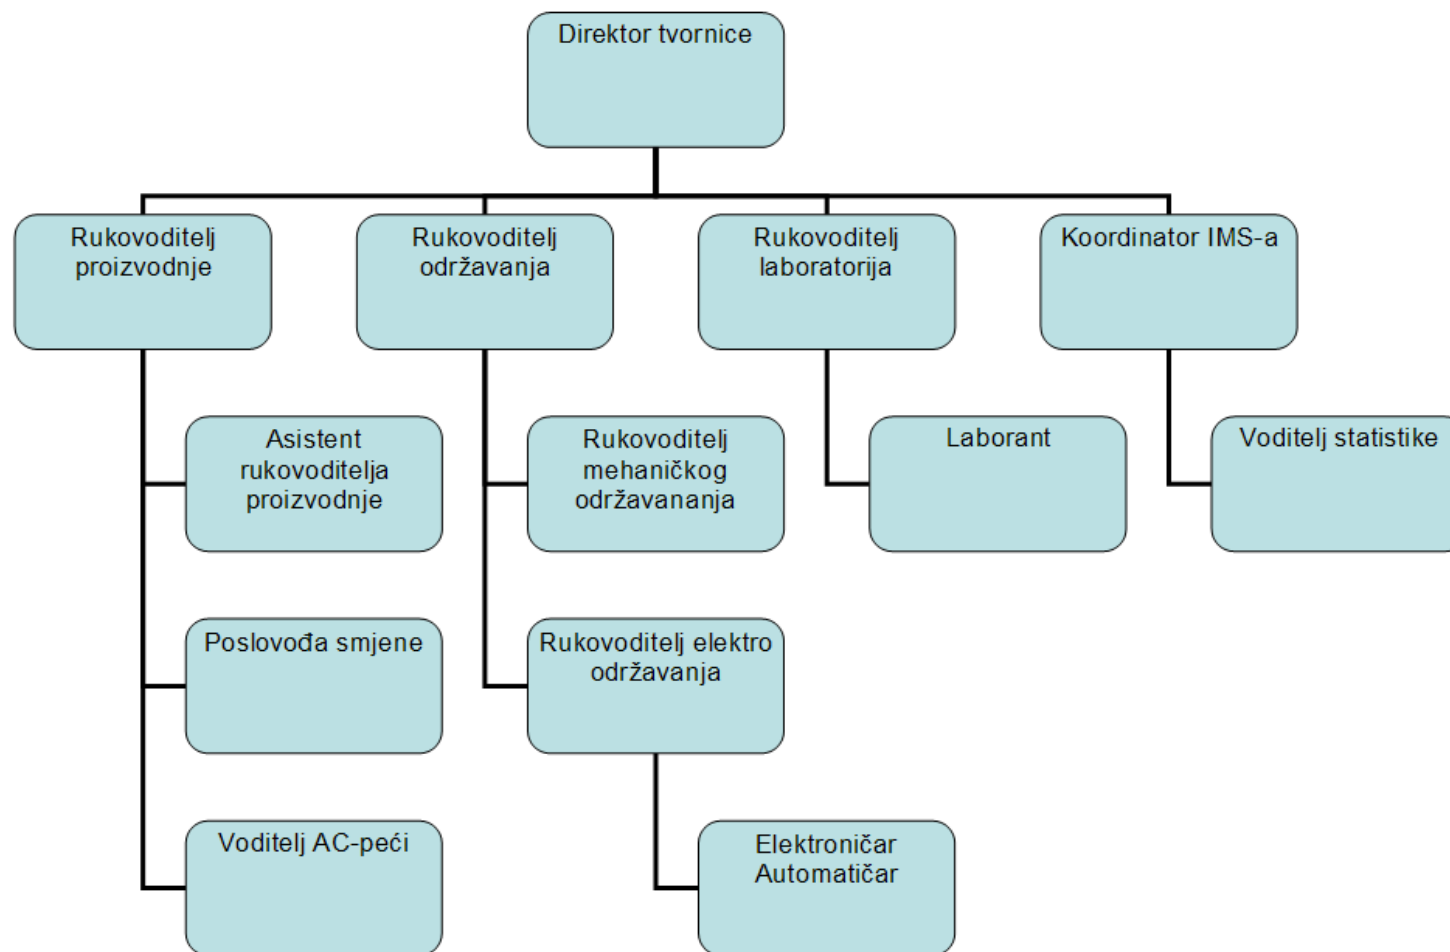 Direktor tvornice
Rukovoditelj
proizvodnje
Rukovoditelj
održavanja
Rukovoditelj
laboratorija
Koordinator IMS-a
Asistent
rukovoditelja
proizvodnje
Rukovoditelj
mehaničkog
održavananja
Laborant
Voditelj statistike
Poslovođa smjene
Rukovoditelj elektro
održavanja
Voditelj AC-peći
Elektroničar
Automatičar